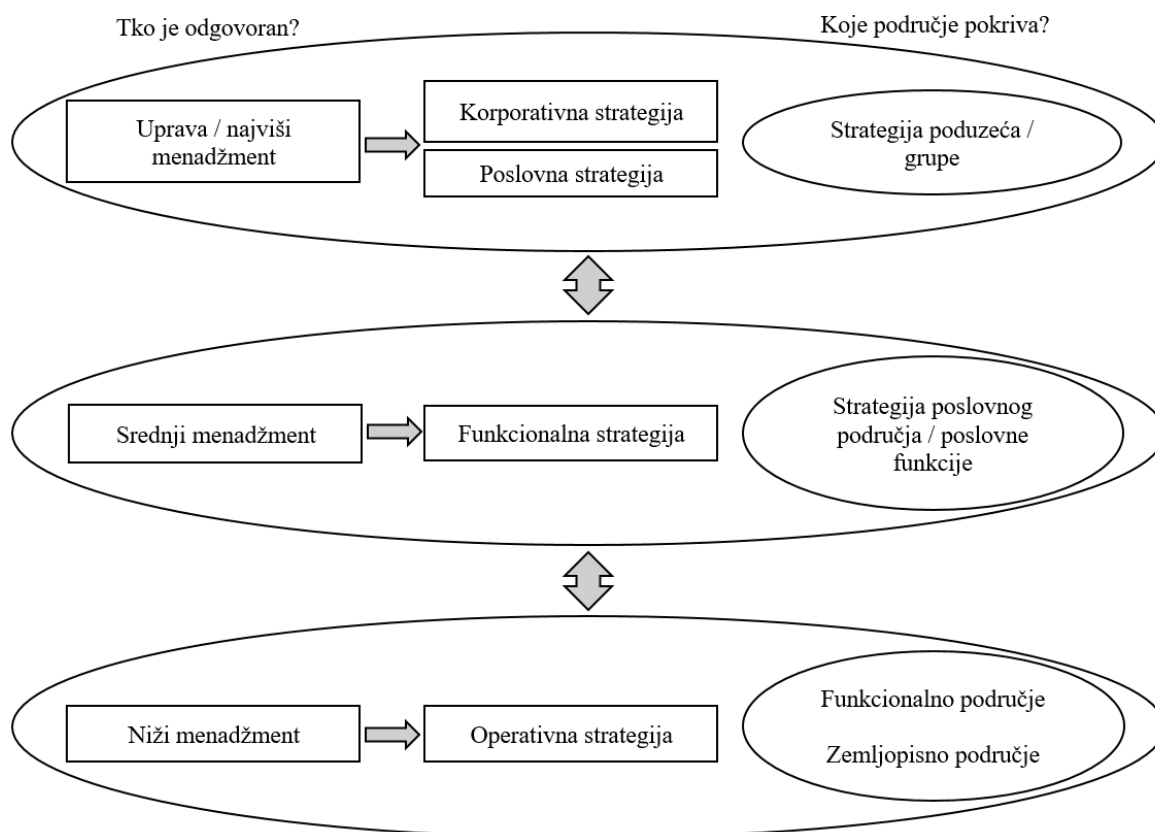 Tko je odgovoran?
Koje područje pokriva?
Uprava / najviši
menadžment
Korporativna strategija
Poslovna strategija
Strategija poduzeća /
grupe
Srednji menadžment
Funkcionalna strategija
Strategija poslovnog
područja / poslovne
funkcije
Niži menadžment
Operativna strategija
Funkcionalno područje
Zemljopisno područje